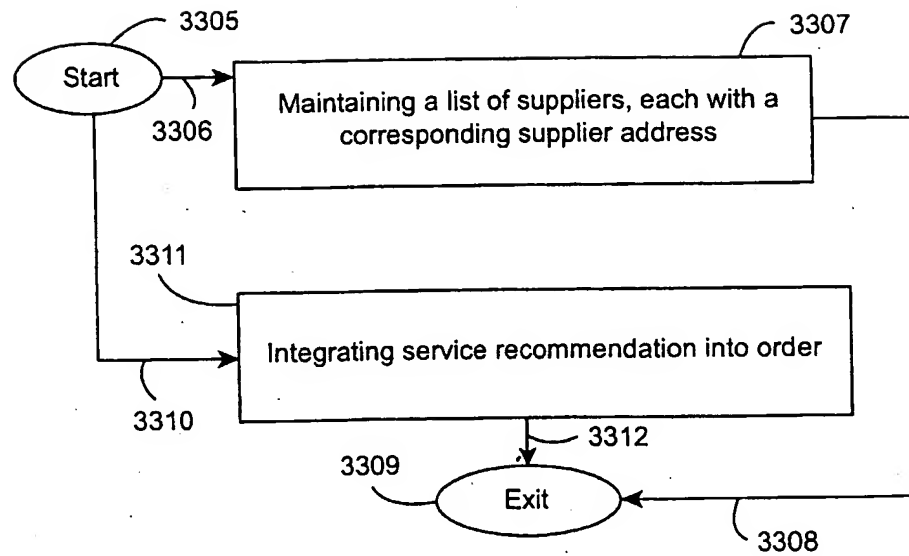 3305
Start
3306
3307
Maintaining a list of suppliers, each with a
corresponding supplier address
3311
Integrating service recommendation into order
3310
3312
3309
Exit
3308